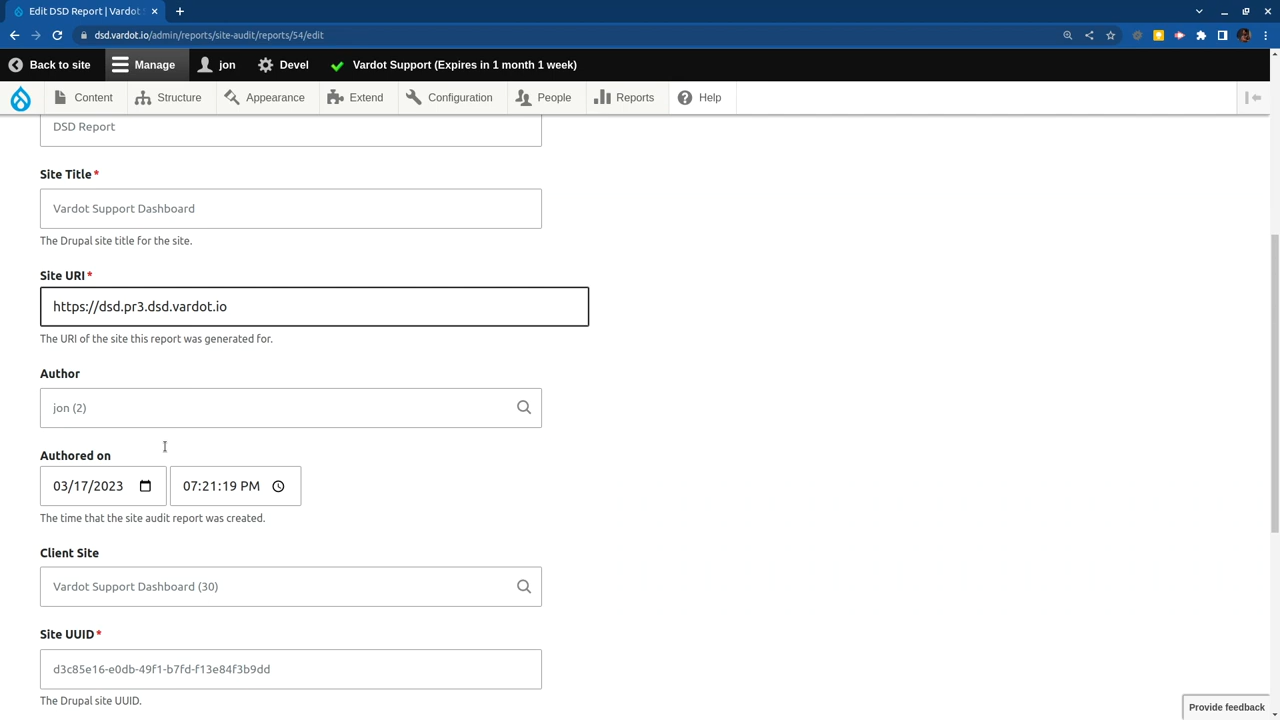 Edit DSD Report | Vardot
dsd.vardot.io/admin/reports/site-audit/reports/54/edit
Back to site Manage jon Devel Vardot Support (Expires in 1 month 1 week)
Content Structure Appearance Extend Configuration People Reports Help
DSD Report
Site Title*
Vardot Support Dashboard
The Drupal site title for the site.
Site URI*
https://dsd.pr3.dsd.vardot.io
The URI of the site this report was generated for.
Author
jon (2)
Authored on
03/17/2023 07:21:19 PM
The time that the site audit report was created.
Client Site
Vardot Support Dashboard (30)
Site UUID*
d3c85e16-e0db-49f1-b7fd-f13e84f3b9dd
The Drupal site UUID.
Provide feedback